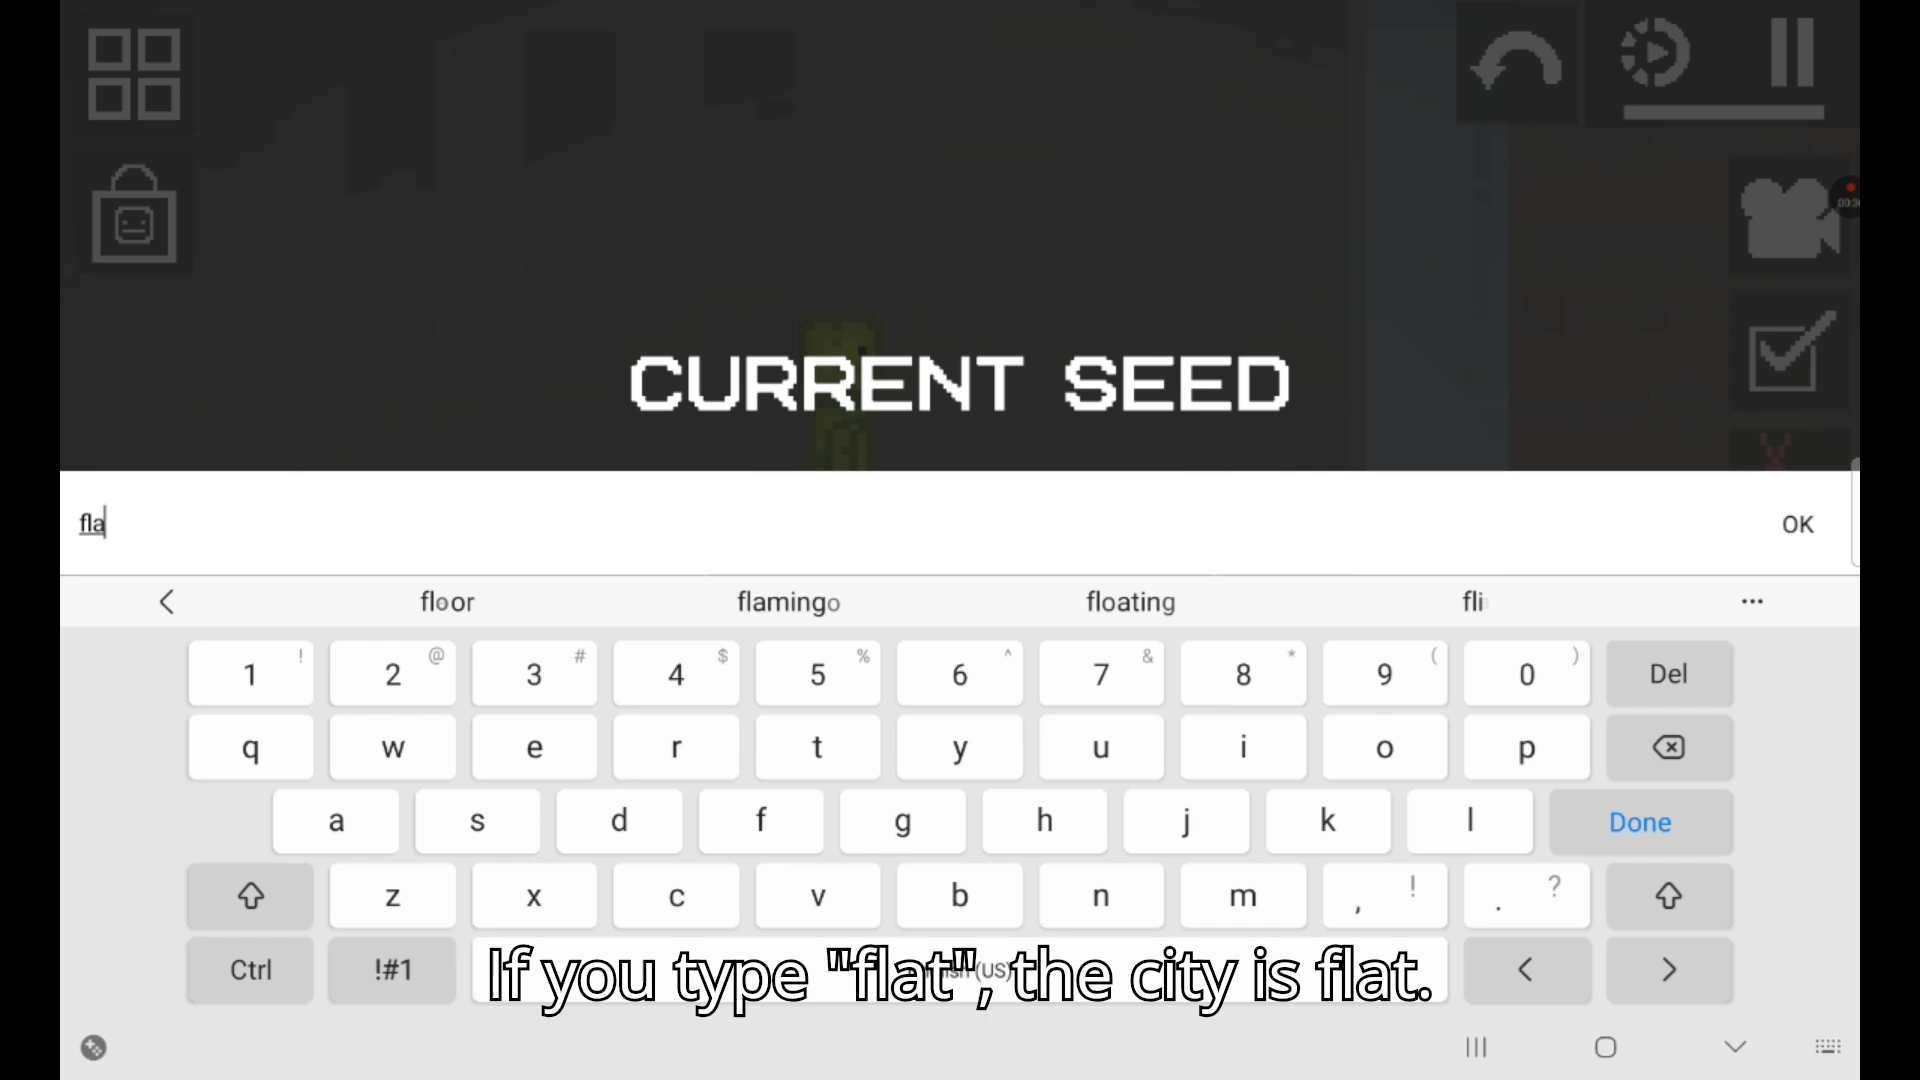 CURRENT SEED
fla
OK
floor flamingo floating fli
1 ! 2 @ 3 # 4 $ 5 % 6 ^ 7 & 8 * 9 ( 0 ) Del
q w e r t y u i o p
a s d f g h j k l Done
z x c v b n m , ! . ?
Ctrl !#1 (US) < >
If you type "flat", the city is flat.